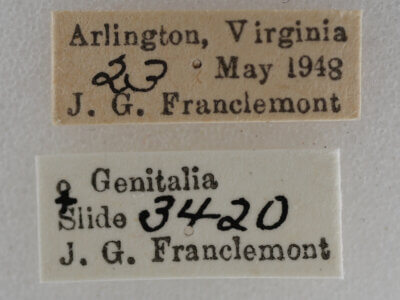 Arlington, Virginia
23 May 1948
J. G. Franclemont
♀ Genitalia
Slide 3420
J. G. Franclemont